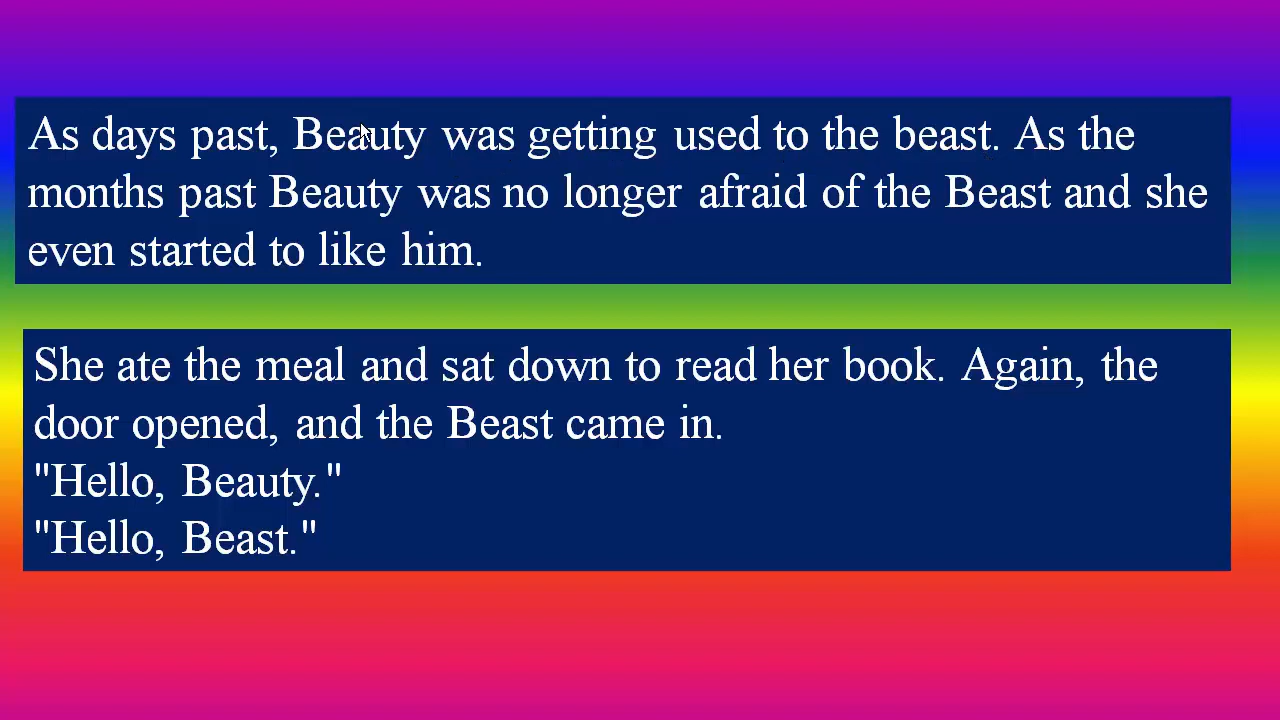 As days past, Beauty was getting used to the beast. As the
months past Beauty was no longer afraid of the Beast and she
even started to like him.
She ate the meal and sat down to read her book. Again, the
door opened, and the Beast came in.
"Hello, Beauty."
"Hello, Beast."